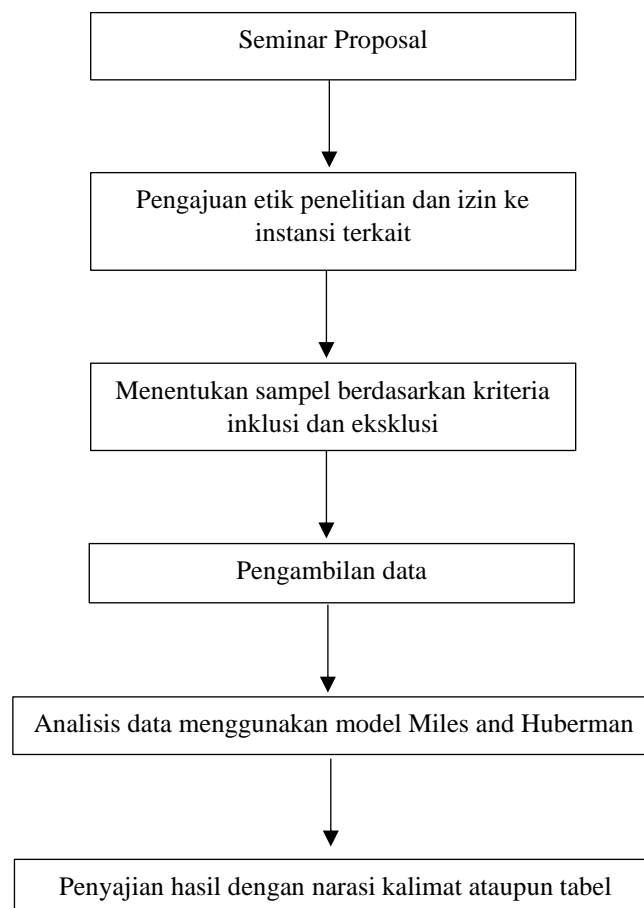 Seminar Proposal
Pengajuan etik penelitian dan izin ke
instansi terkait
Menentukan sampel berdasarkan kriteria
inklusi dan eksklusi
Pengambilan data
Analisis data menggunakan model Miles and Huberman
Penyajian hasil dengan narasi kalimat ataupun tabel